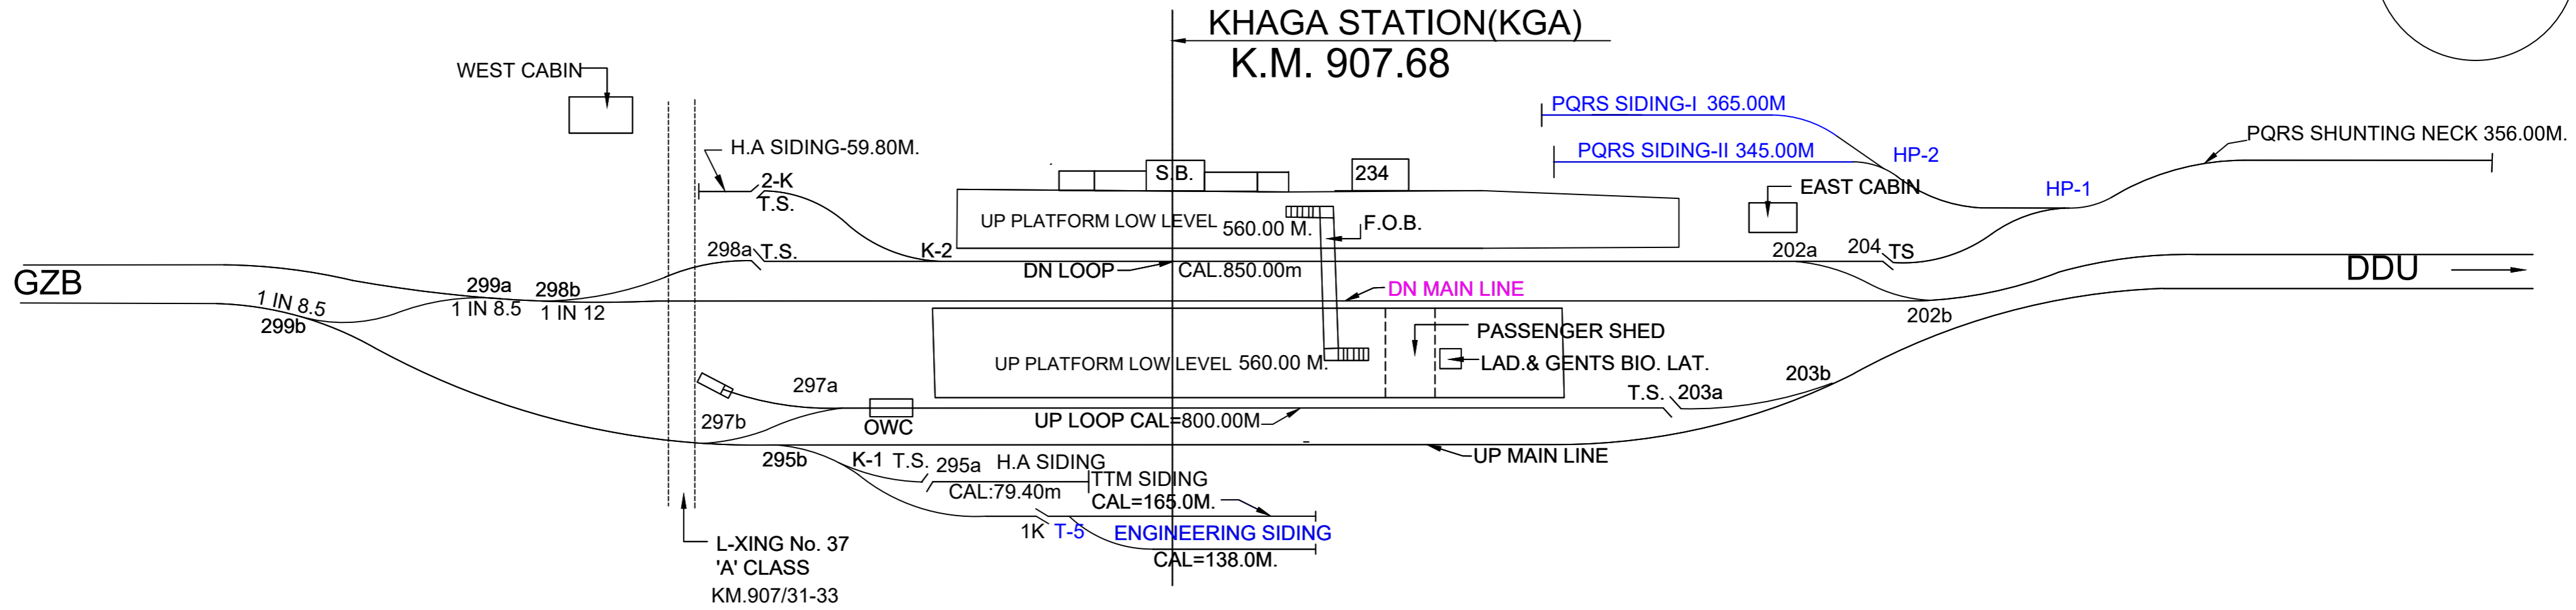 KHAGA STATION(KGA)
K.M. 907.68
WEST CABIN
PQRS SIDING-I 365.00M
PQRS SHUNTING NECK 356.00M.
H.A SIDING-59.80M.
PQRS SIDING-II 345.00M
HP-2
S.B.
234
2-K
T.S.
EAST CABIN
HP-1
UP PLATFORM LOW LEVEL 560.00 M.
F.O.B.
298a T.S.
K-2
202a
204 TS
GZB
DN LOOP
CAL.850.00m
DDU
299a
298b
1 IN 8.5
1 IN 8.5
1 IN 12
DN MAIN LINE
299b
202b
PASSENGER SHED
UP PLATFORM LOW LEVEL 560.00 M.
LAD.& GENTS BIO. LAT.
297a
T.S. 203a
203b
297b
OWC
UP LOOP CAL=800.00M
295b
K-1 T.S. 295a H.A SIDING
UP MAIN LINE
CAL:79.40m
TTM SIDING
CAL=165.0M.
1K T-5
ENGINEERING SIDING
CAL=138.0M.
L-XING No. 37
'A' CLASS
KM.907/31-33